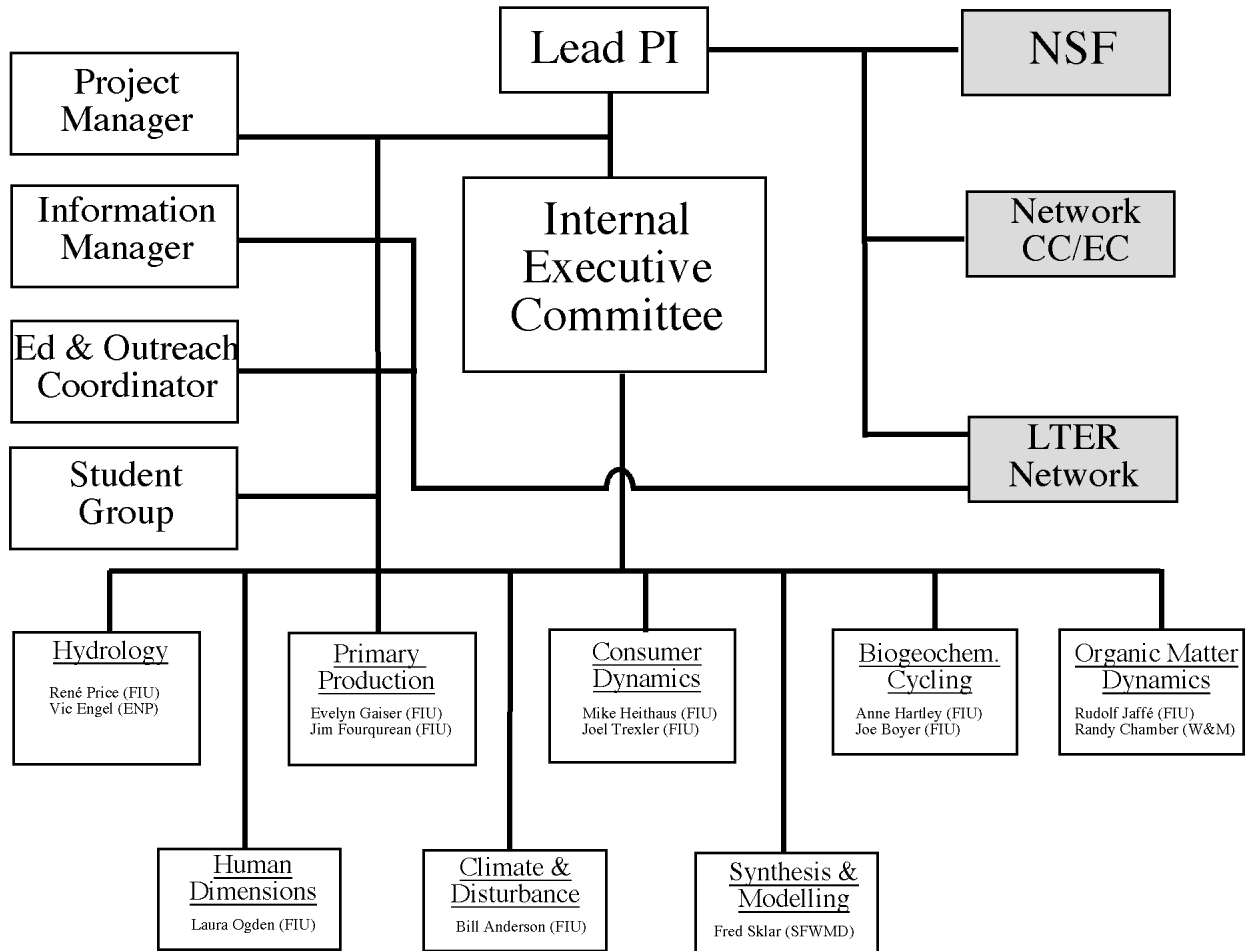 Lead PI
NSF
Project
Manager
Information
Manager
Internal
Executive
Committee
Network
CC/EC
Ed & Outreach
Coordinator
Student
Group
LTER
Network
Hydrology
René Price (FIU)
Vic Engel (ENP)
Primary
Production
Evelyn Gaiser (FIU)
Jim Fourqurean (FIU)
Consumer
Dynamics
Mike Heithaus (FIU)
Joel Trexler (FIU)
Biogeochem.
Cycling
Anne Hartley (FIU)
Joe Boyer (FIU)
Organic Matter
Dynamics
Rudolf Jaffé (FIU)
Randy Chamber (W&M)
Human
Dimensions
Laura Ogden (FIU)
Climate &
Disturbance
Bill Anderson (FIU)
Synthesis &
Modelling
Fred Sklar (SFWMD)